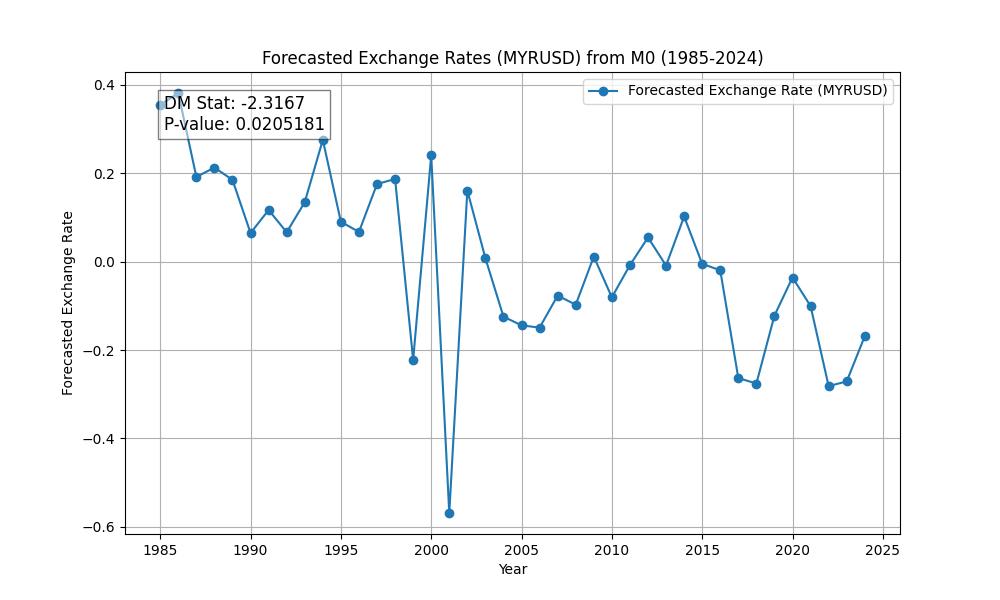 Forecasted Exchange Rates (MYRUSD) from M0 (1985-2024)
DM Stat: -2.3167
P-value: 0.0205181
Forecasted Exchange Rate (MYRUSD)
Forecasted Exchange Rate
0.4
0.2
0.0
−0.2
−0.4
−0.6
1985 1990 1995 2000 2005 2010 2015 2020 2025
Year